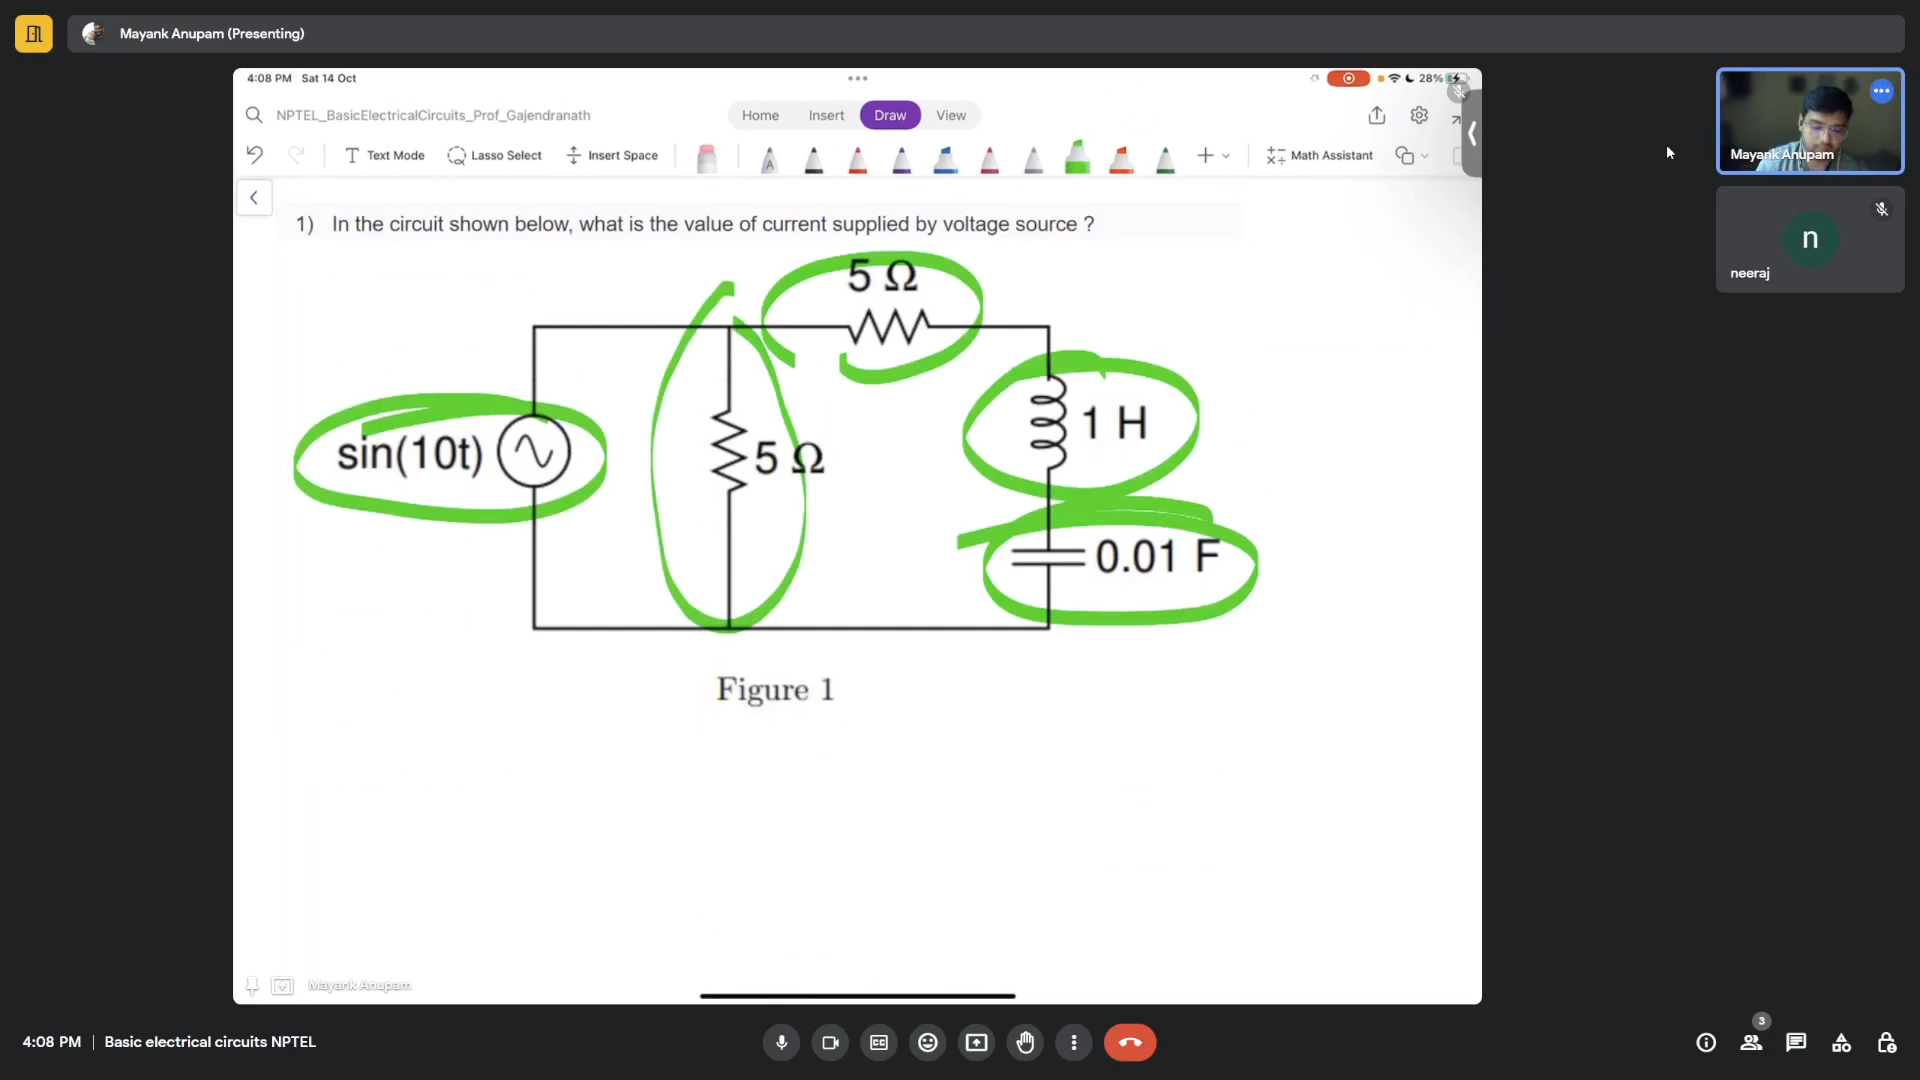 Mayank Anupam (Presenting)
4:08 PM Sat 14 Oct
28%
NPTEL_BasicElectricalCircuits_Prof_Gajendranath
Home Insert Draw View
Text Mode Lasso Select Insert Space A Math Assistant
Mayank Anupam
n
neeraj
1) In the circuit shown below, what is the value of current supplied by voltage source ?
5 Ω
1 H
sin(10t)
5 Ω
0.01 F
Figure 1
Mayank Anupam
3
4:08 PM | Basic electrical circuits NPTEL
CC